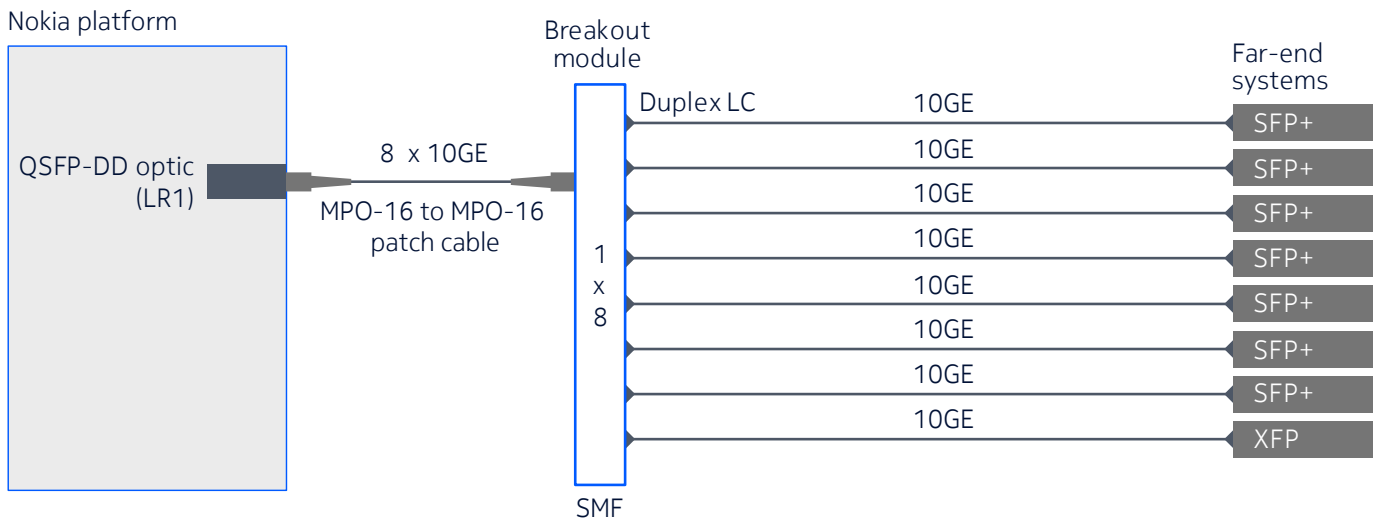 Nokia platform
Breakout
module
Far-end
systems
QSFP-DD optic
(LR1)
8 x 10GE
MPO-16 to MPO-16
patch cable
1
x
8
SMF
Duplex LC
10GE
SFP+
10GE
SFP+
10GE
SFP+
10GE
SFP+
10GE
SFP+
10GE
SFP+
10GE
SFP+
10GE
XFP